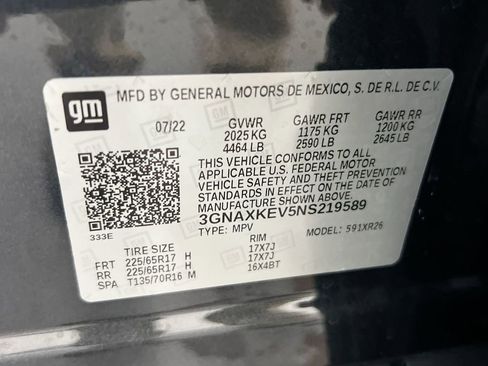 gm
MFD BY GENERAL MOTORS DE MEXICO, S. DE R.L. DE C.V.
07/22 GVWR GAWR FRT GAWR RR
2025 KG 1175 KG 1200 KG
4464 LB 2590 LB 2645 LB
THIS VEHICLE CONFORMS TO ALL
APPLICABLE U.S. FEDERAL MOTOR
VEHICLE SAFETY AND THEFT PREVENTION
STANDARDS IN EFFECT ON THE DATE OF
MANUFACTURE SHOWN ABOVE.
3GNAXKEV5NS219589
333E
TYPE: MPV MODEL: 591XR26
TIRE SIZE RIM
FRT 225/65R17 H 17X7J
RR 225/65R17 H 17X7J
SPA T135/70R16 M 16X4BT